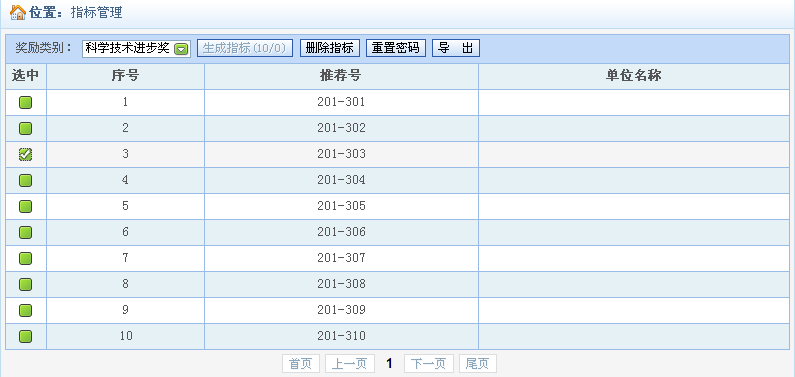 位置：指标管理
奖励类别： 科学技术进步奖 生成指标(10/0) 删除指标 重置密码 导 出
选中 序号 推荐号 单位名称
1 201-301
2 201-302
3 201-303
4 201-304
5 201-305
6 201-306
7 201-307
8 201-308
9 201-309
10 201-310
首页 上一页 1 下一页 尾页